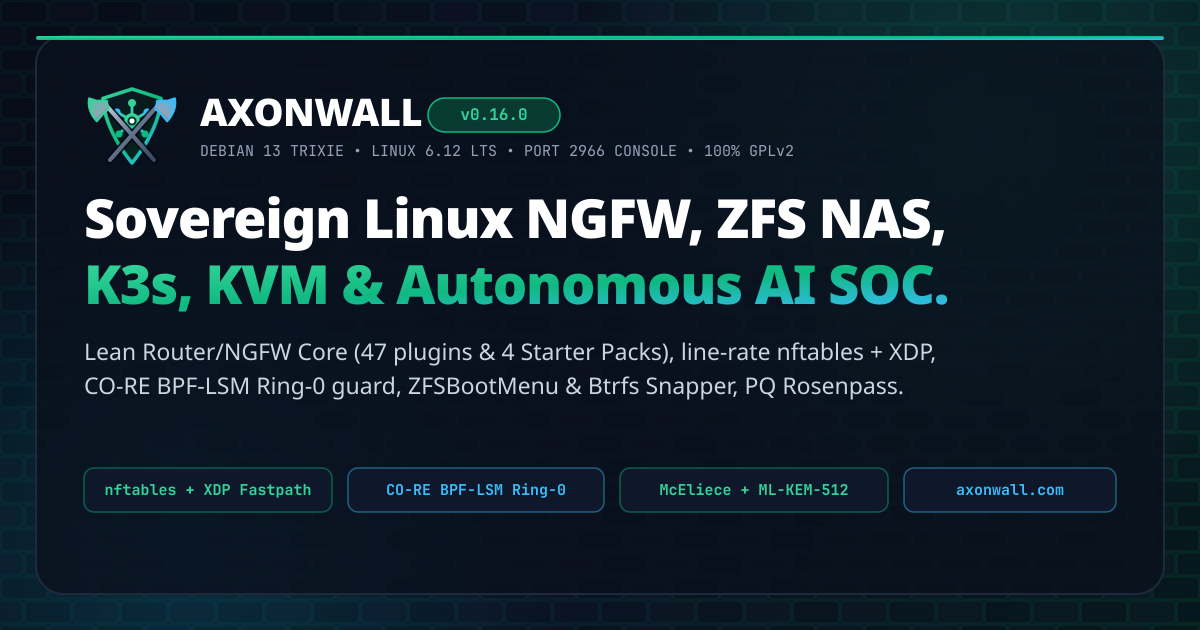 AXONWALL v0.16.0
DEBIAN 13 TRIXIE • LINUX 6.12 LTS • PORT 2966 CONSOLE • 100% GPLv2
Sovereign Linux NGFW, ZFS NAS,
K3s, KVM & Autonomous AI SOC.
Lean Router/NGFW Core (47 plugins & 4 Starter Packs), line-rate nftables + XDP,
CO-RE BPF-LSM Ring-0 guard, ZFSBootMenu & Btrfs Snapper, PQ Rosenpass.
nftables + XDP Fastpath
CO-RE BPF-LSM Ring-0
McEliece + ML-KEM-512
axonwall.com